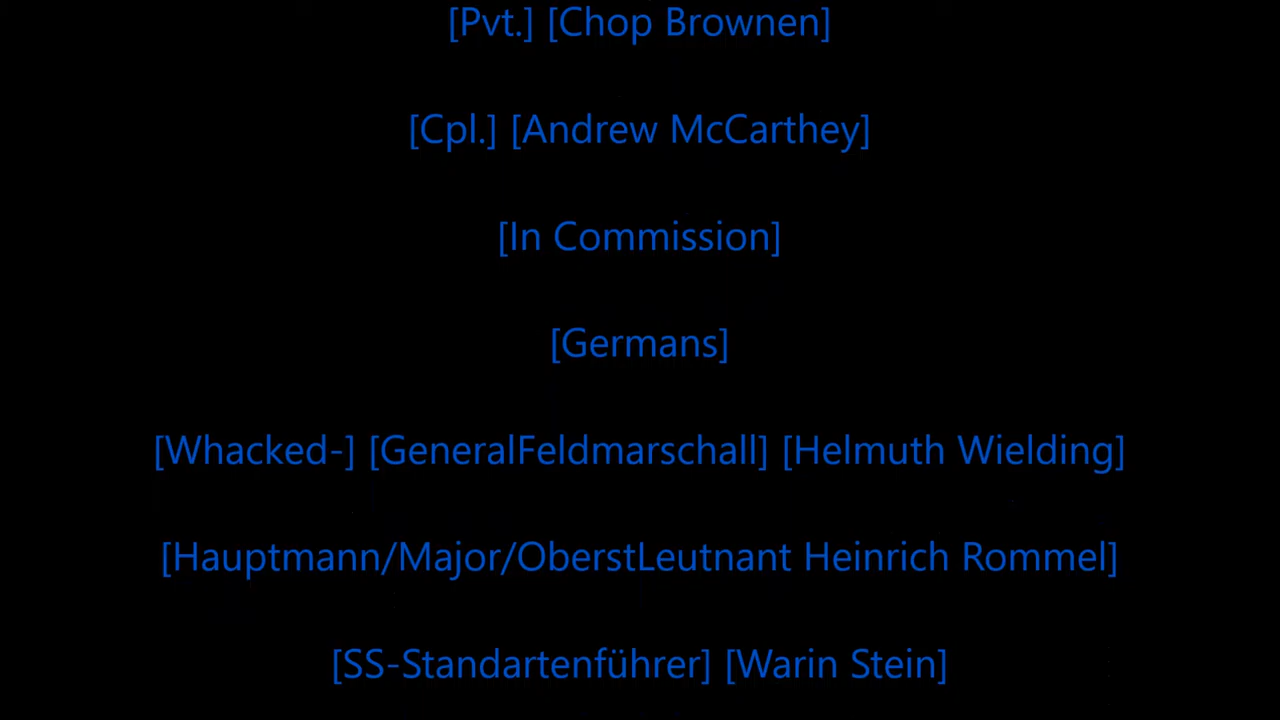 [Pvt.] [Chop Brownen]
[Cpl.] [Andrew McCarthey]
[In Commission]
[Germans]
[Whacked-] [GeneralFeldmarschall] [Helmuth Wielding]
[Hauptmann/Major/OberstLeutnant Heinrich Rommel]
[SS-Standartenführer] [Warin Stein]